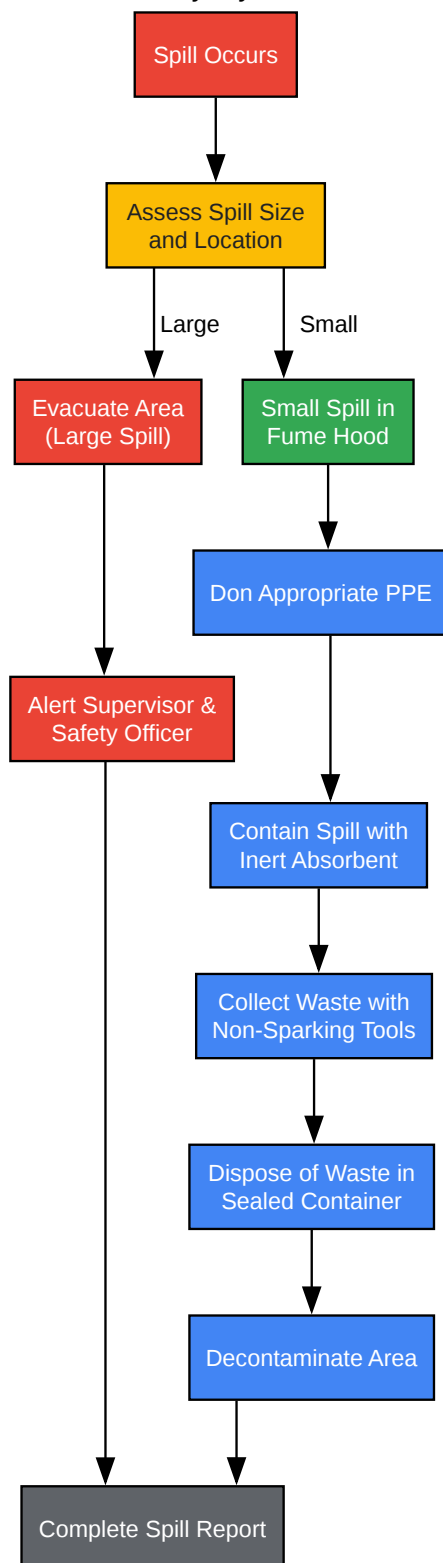 Spill Occurs
Assess Spill Size
and Location
Large
Small
Evacuate Area
(Large Spill)
Small Spill in
Fume Hood
Don Appropriate PPE
Alert Supervisor &
Safety Officer
Contain Spill with
Inert Absorbent
Collect Waste with
Non-Sparking Tools
Dispose of Waste in
Sealed Container
Decontaminate Area
Complete Spill Report